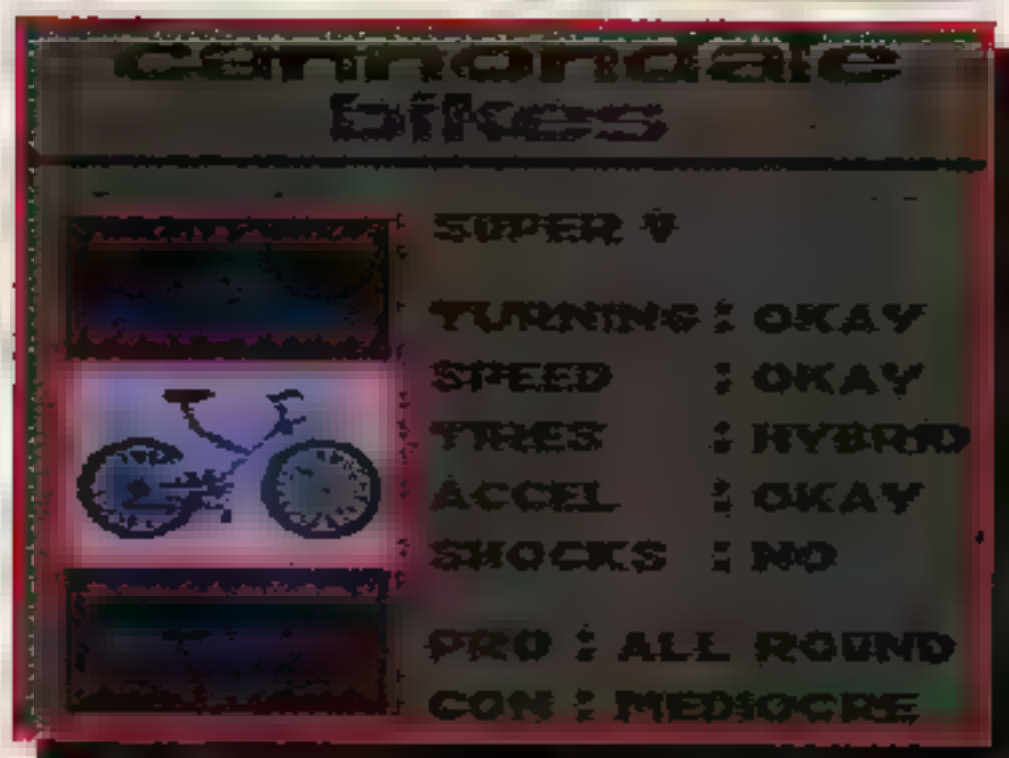 cannondale
bikes
SUPER V
TURNING : OKAY
SPEED : OKAY
TIRES : HYBRID
ACCEL : OKAY
SHOCKS : NO
PRO : ALL ROUND
CON : MEDIOCRE